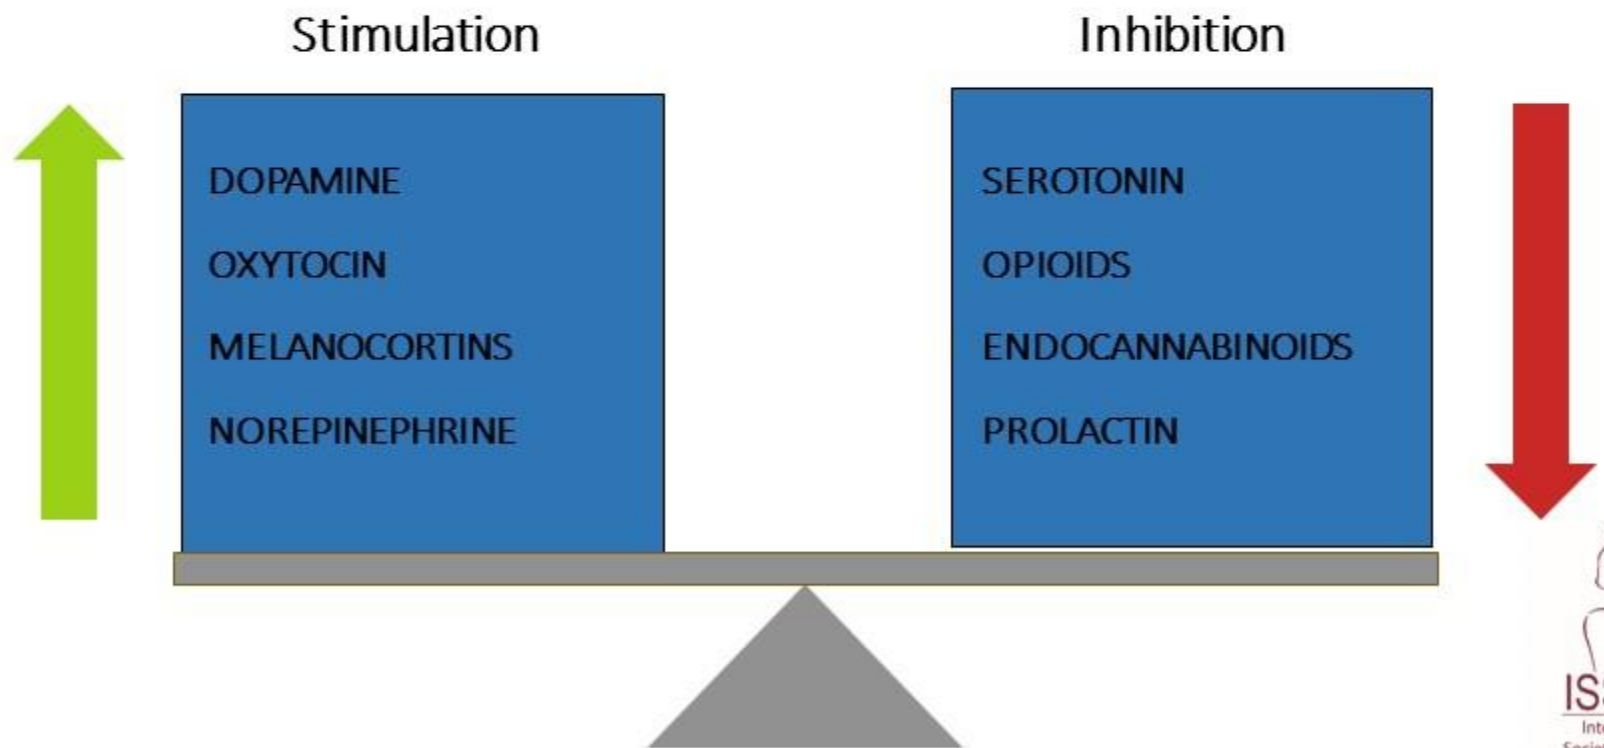 Stimulation
Inhibition
DOPAMINE
OXYTOCIN
MELANOCORTINS
NOREPINEPHRINE
SEROTONIN
OPIOIDS
ENDOCANNABINOIDS
PROLACTIN